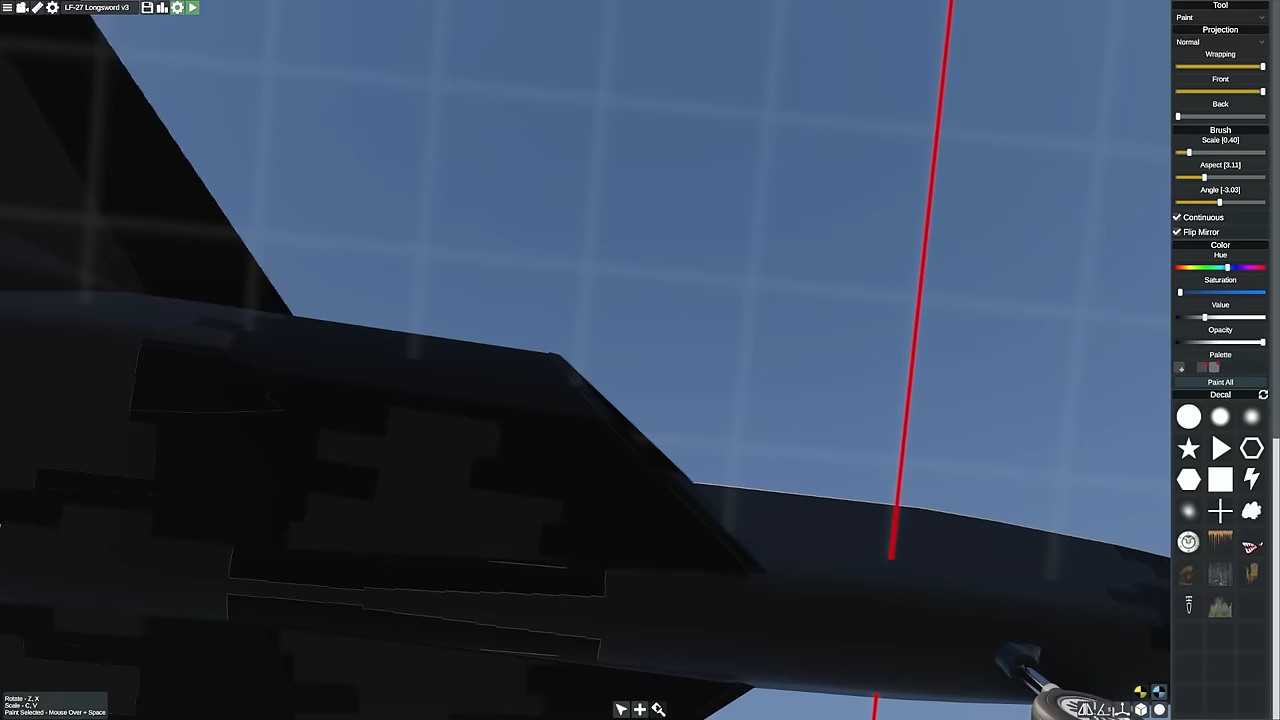 LF-27 Longsword v3
Tool
Paint
Projection
Normal
Wrapping
Front
Back
Brush
Scale [0.40]
Aspect [3.11]
Angle [-3.03]
Continuous
Flip Mirror
Color
Hue
Saturation
Value
Opacity
Palette
Paint All
Decal
Rotate - Z, X
Scale - C, V
Paint Selected - Mouse Over + Space